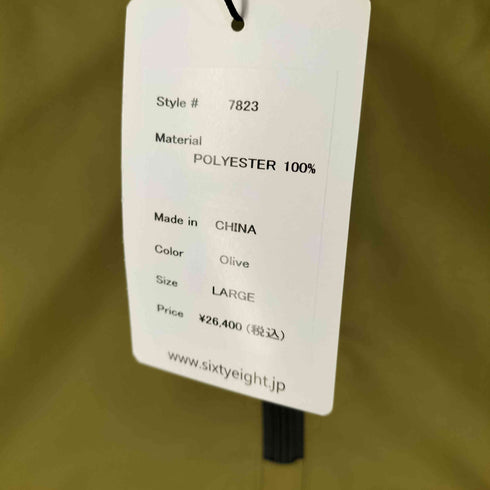 Style # 7823
Material
POLYESTER 100%
Made in CHINA
Color Olive
Size LARGE
Price ¥26,400 (税込)
www.sixtyeight.jp